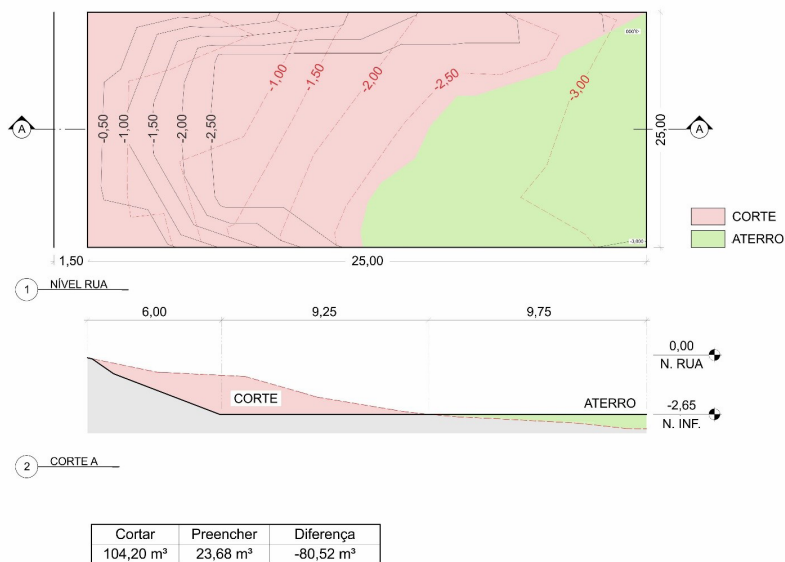 -0,50
-1,00
-1,50
-2,00
-2,50
-1,00
-1,50
-2,00
-2,50
-3,00
A
A
25,00
CORTE
ATERRO
1,50
25,00
1
NÍVEL RUA
6,00
9,25
9,75
0,00
N. RUA
CORTE
ATERRO
-2,65
N. INF.
2
CORTE A
Cortar Preencher Diferença
104,20 m³ 23,68 m³ -80,52 m³